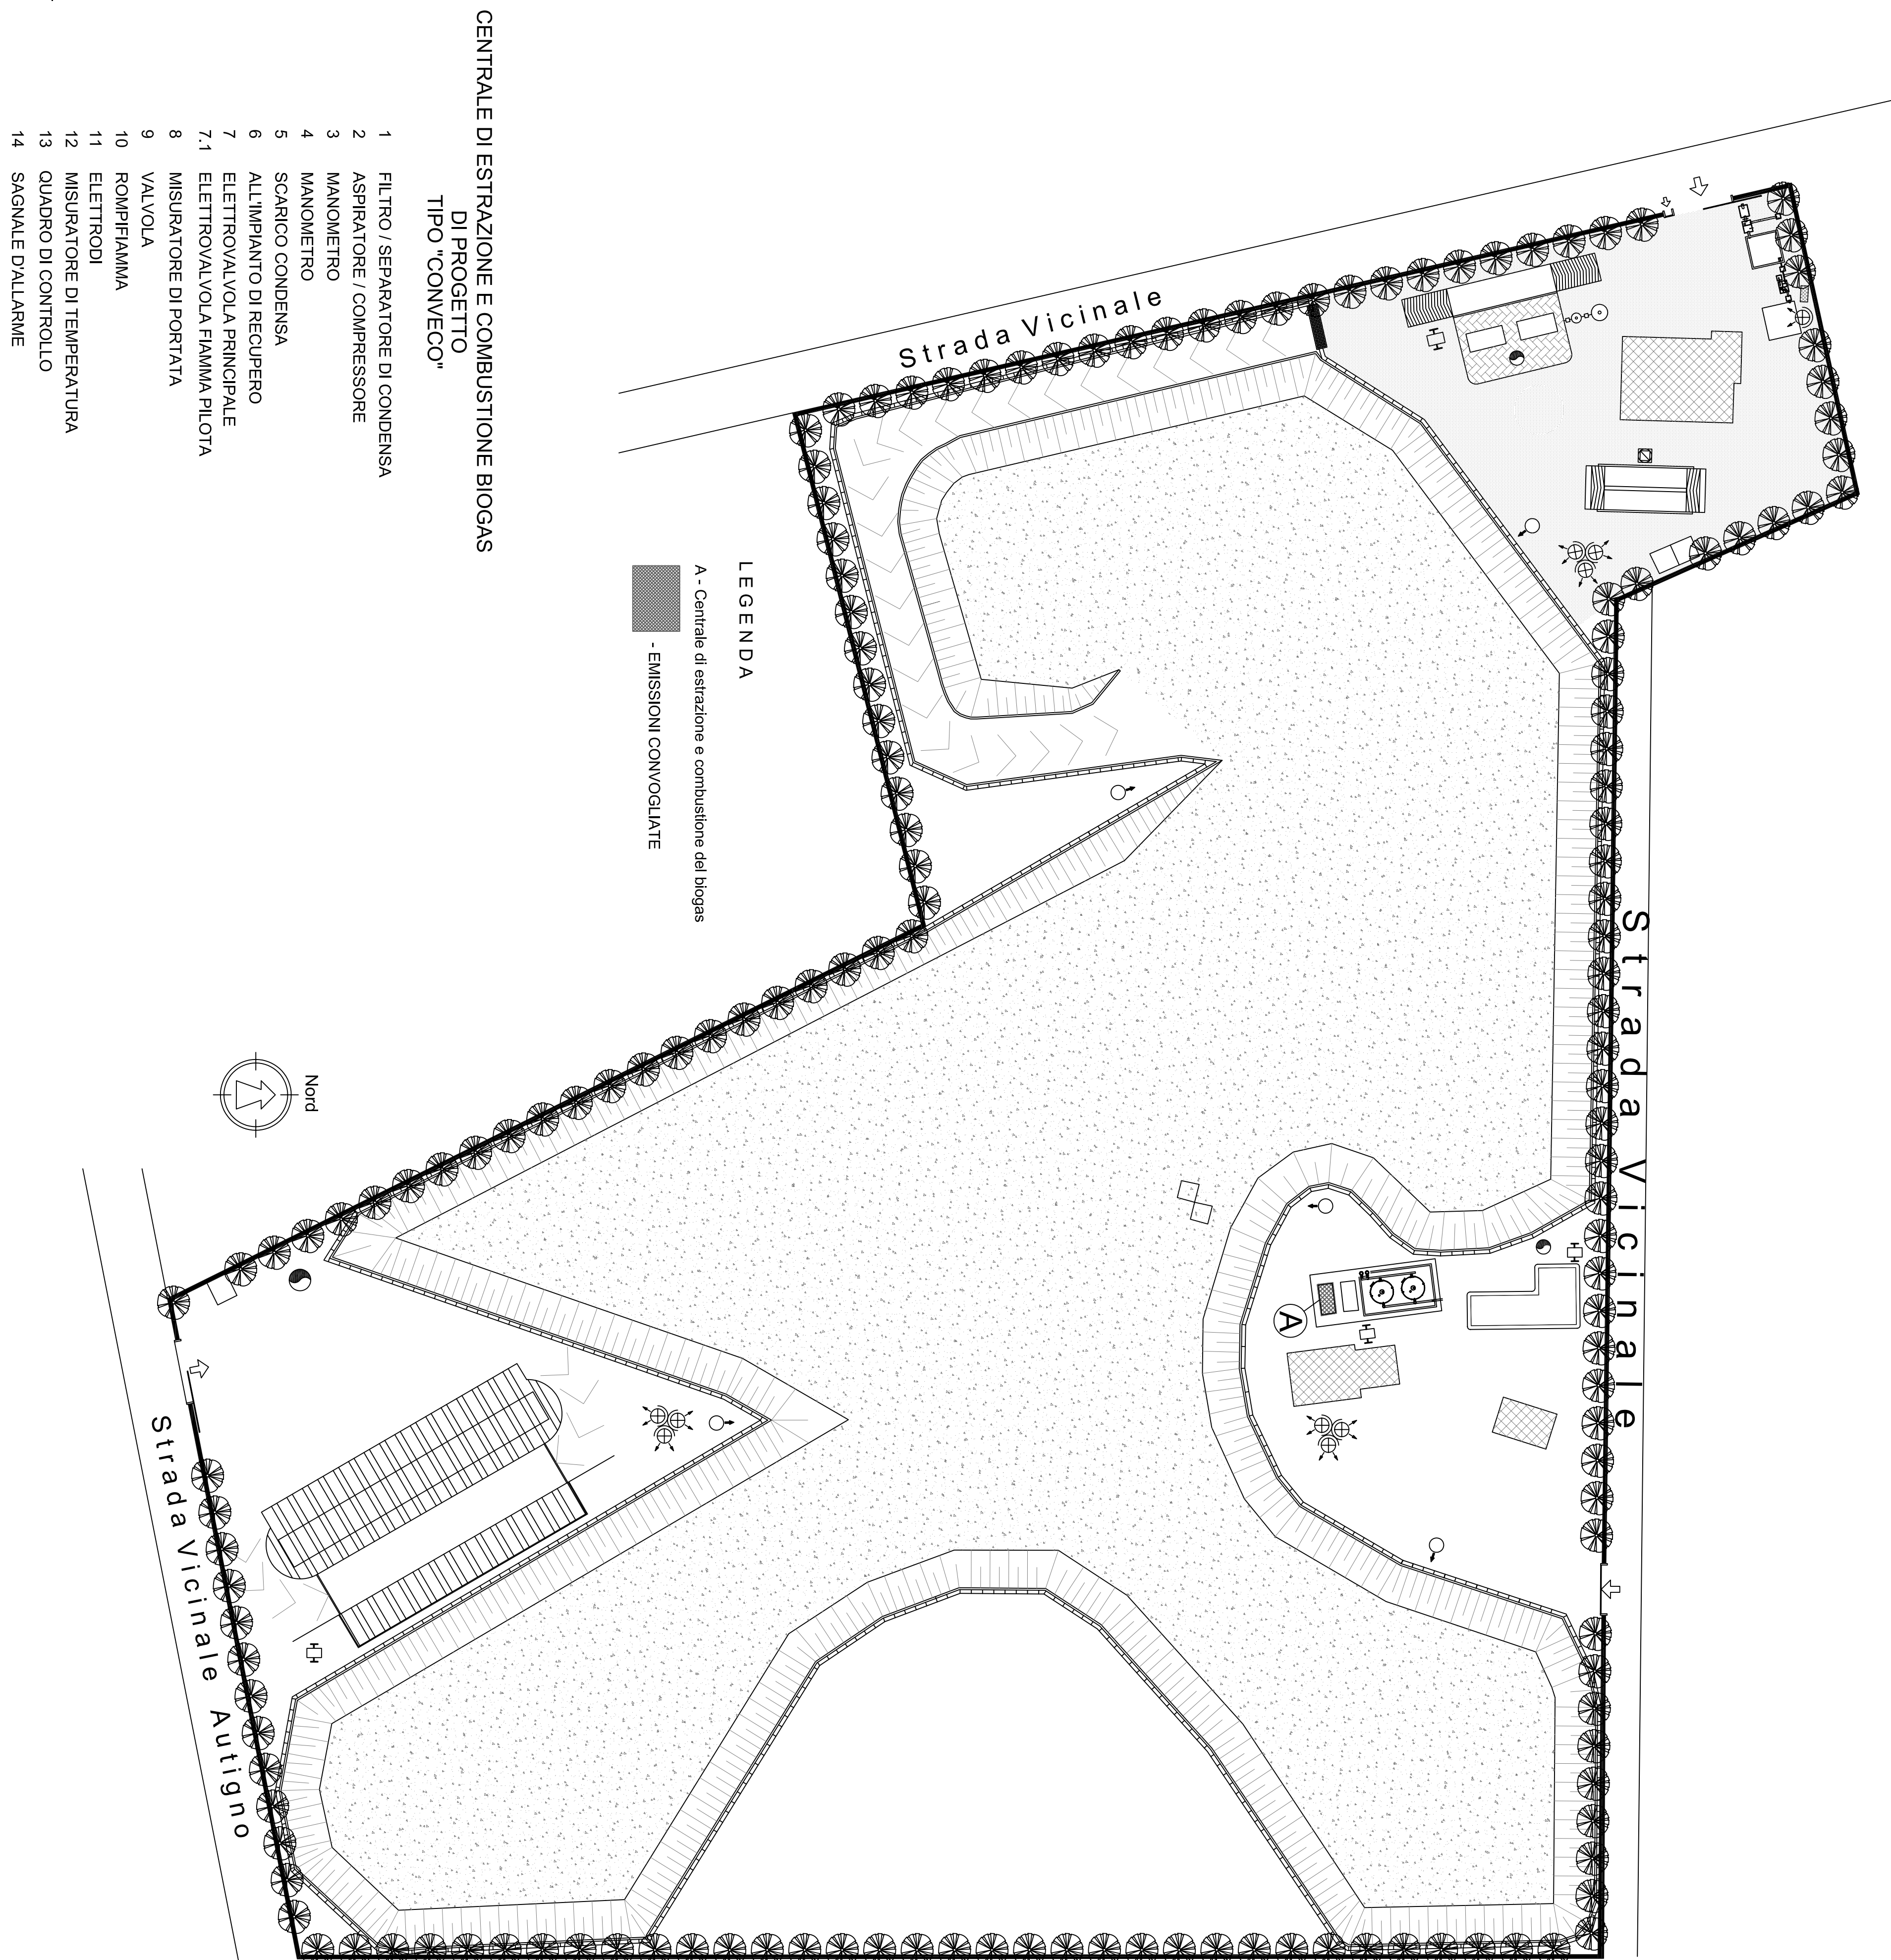 CENTRALE DI ESTRAZIONE E COMBUSTIONE BIOGAS
DI PROGETTO
TIPO "CONVECO"
1 FILTRO / SEPARATORE DI CONDENSA
2 ASPIRATORE / COMPRESSORE
3 MANOMETRO
4 MANOMETRO
5 SCARICO CONDENSA
6 ALL'IMPIANTO DI RECUPERO
7 ELETTROVALVOLA PRINCIPALE
7.1 ELETTROVALVOLA FIAMMA PILOTA
8 MISURATORE DI PORTATA
9 VALVOLA
10 ROMPIFIAMMA
11 ELETTRODI
12 MISURATORE DI TEMPERATURA
13 QUADRO DI CONTROLLO
14 SAGNALE D'ALLARME
LEGENDA
A - Centrale di estrazione e combustione del biogas
- EMISSIONI CONVOGLIATE
Strada Vicinale
Strada Vicinale
Strada Vicinale Autigno
Nord
A